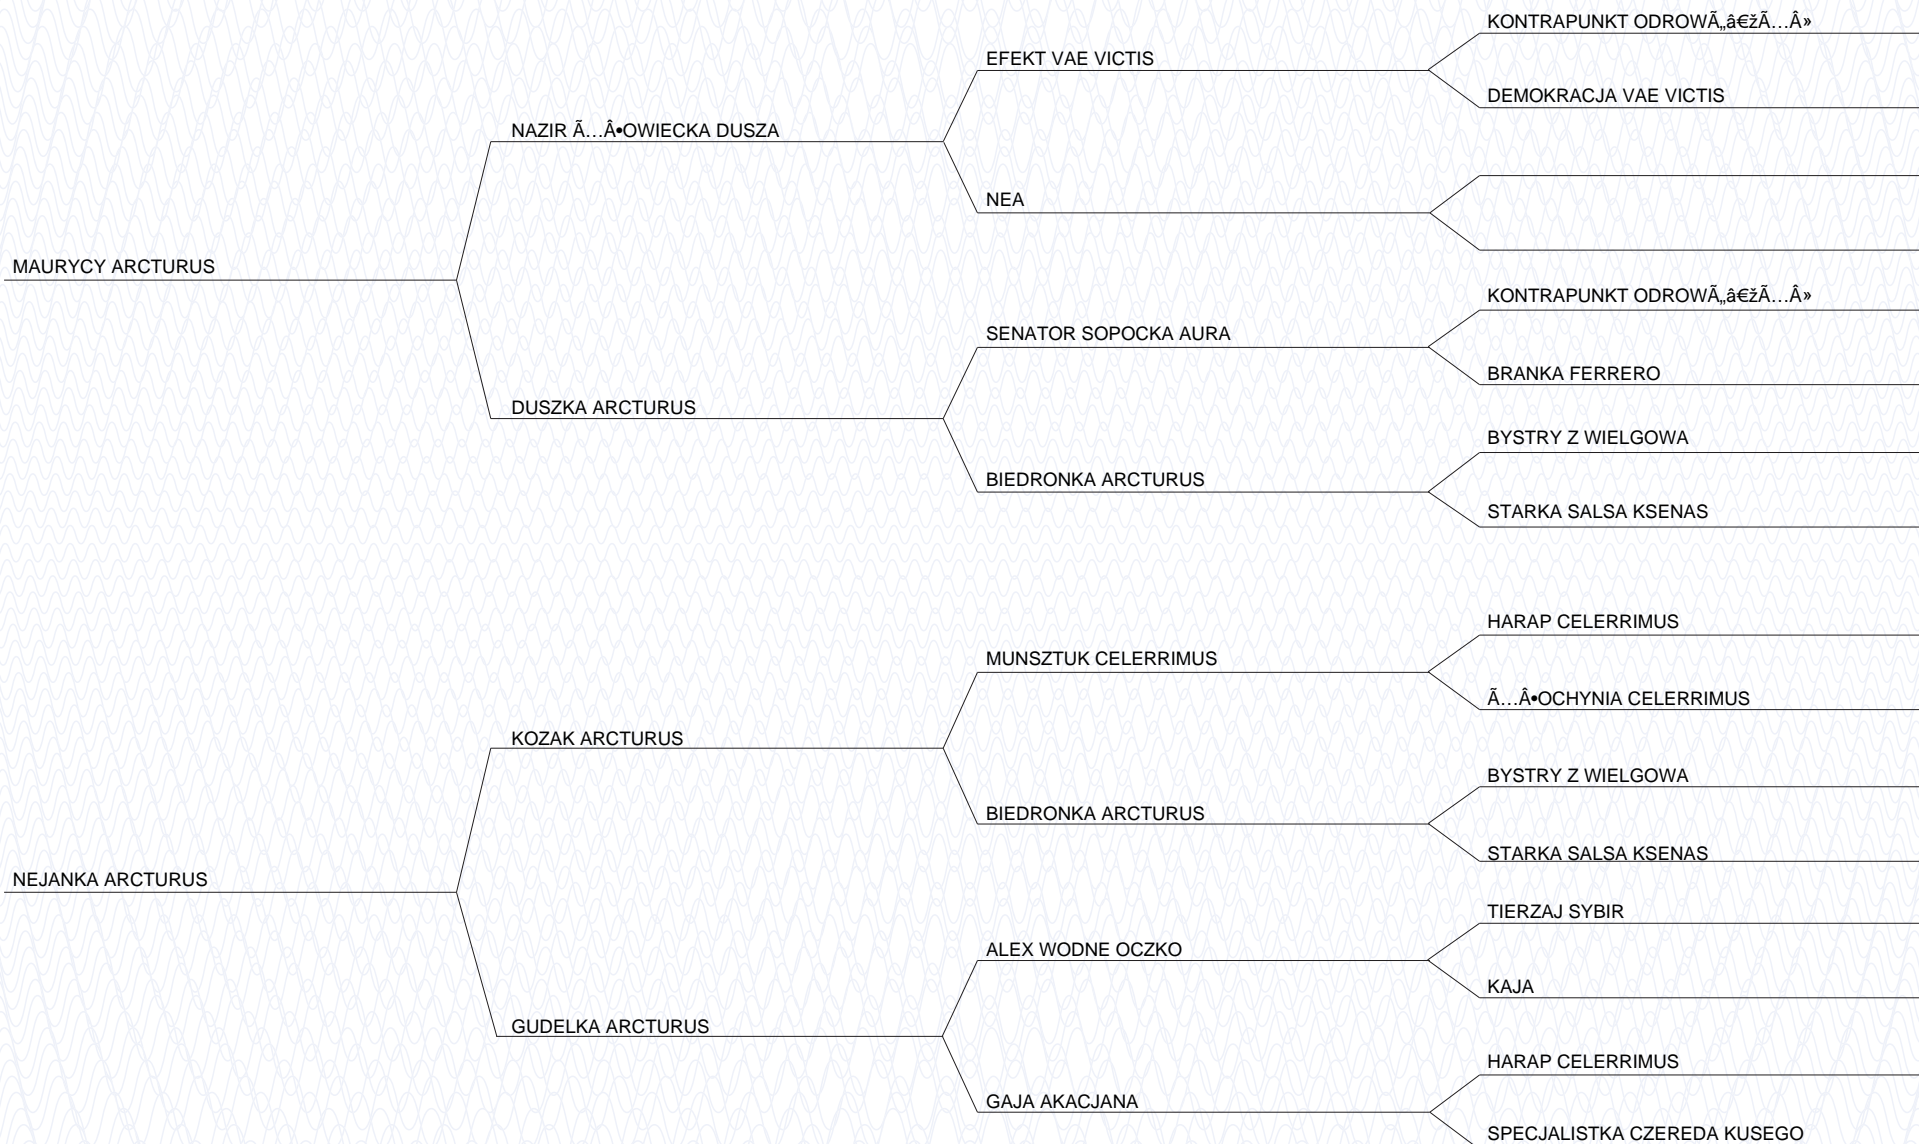 KONTRAPUNKT ODROWÃ„â€žÃ…Â»
EFEKT VAE VICTIS
DEMOKRACJA VAE VICTIS
NAZIR Ã…Â•OWIECKA DUSZA
NEA
MAURYCY ARCTURUS
KONTRAPUNKT ODROWÃ„â€žÃ…Â»
SENATOR SOPOCKA AURA
BRANKA FERRERO
DUSZKA ARCTURUS
BYSTRY Z WIELGOWA
BIEDRONKA ARCTURUS
STARKA SALSA KSENAS
HARAP CELERRIMUS
MUNSZTUK CELERRIMUS
Ã…Â•OCHYNIA CELERRIMUS
KOZAK ARCTURUS
BYSTRY Z WIELGOWA
BIEDRONKA ARCTURUS
STARKA SALSA KSENAS
NEJANKA ARCTURUS
TIERZAJ SYBIR
ALEX WODNE OCZKO
KAJA
GUDELKA ARCTURUS
HARAP CELERRIMUS
GAJA AKACJANA
SPECJALISTKA CZEREDA KUSEGO